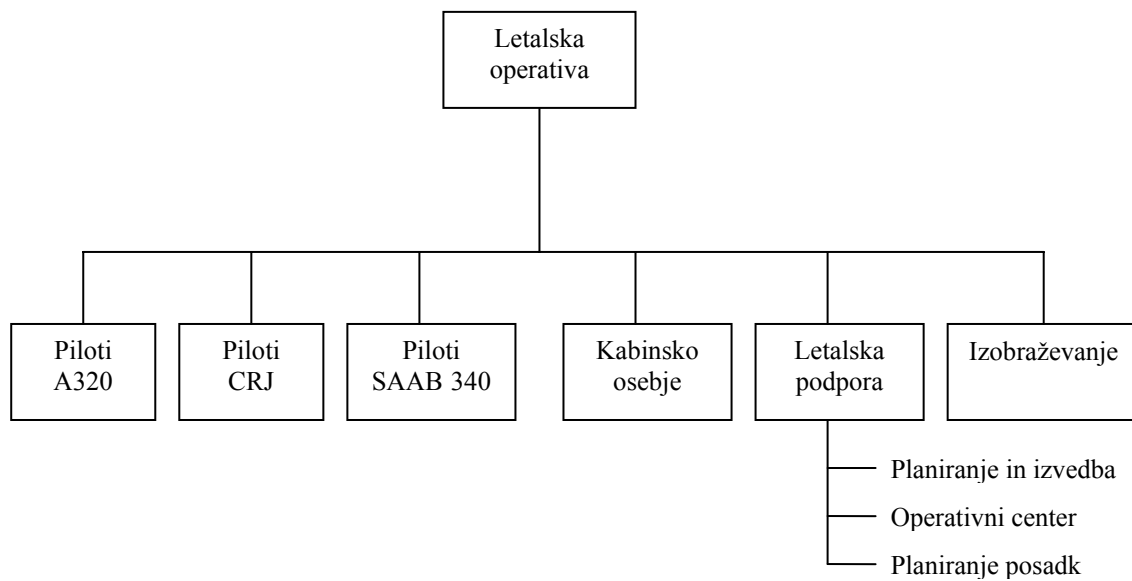 Letalska
operativa
Piloti
A320
Piloti
CRJ
Piloti
SAAB 340
Kabinsko
osebje
Letalska
podpora
Izobraževanje
Planiranje in izvedba
Operativni center
Planiranje posadk